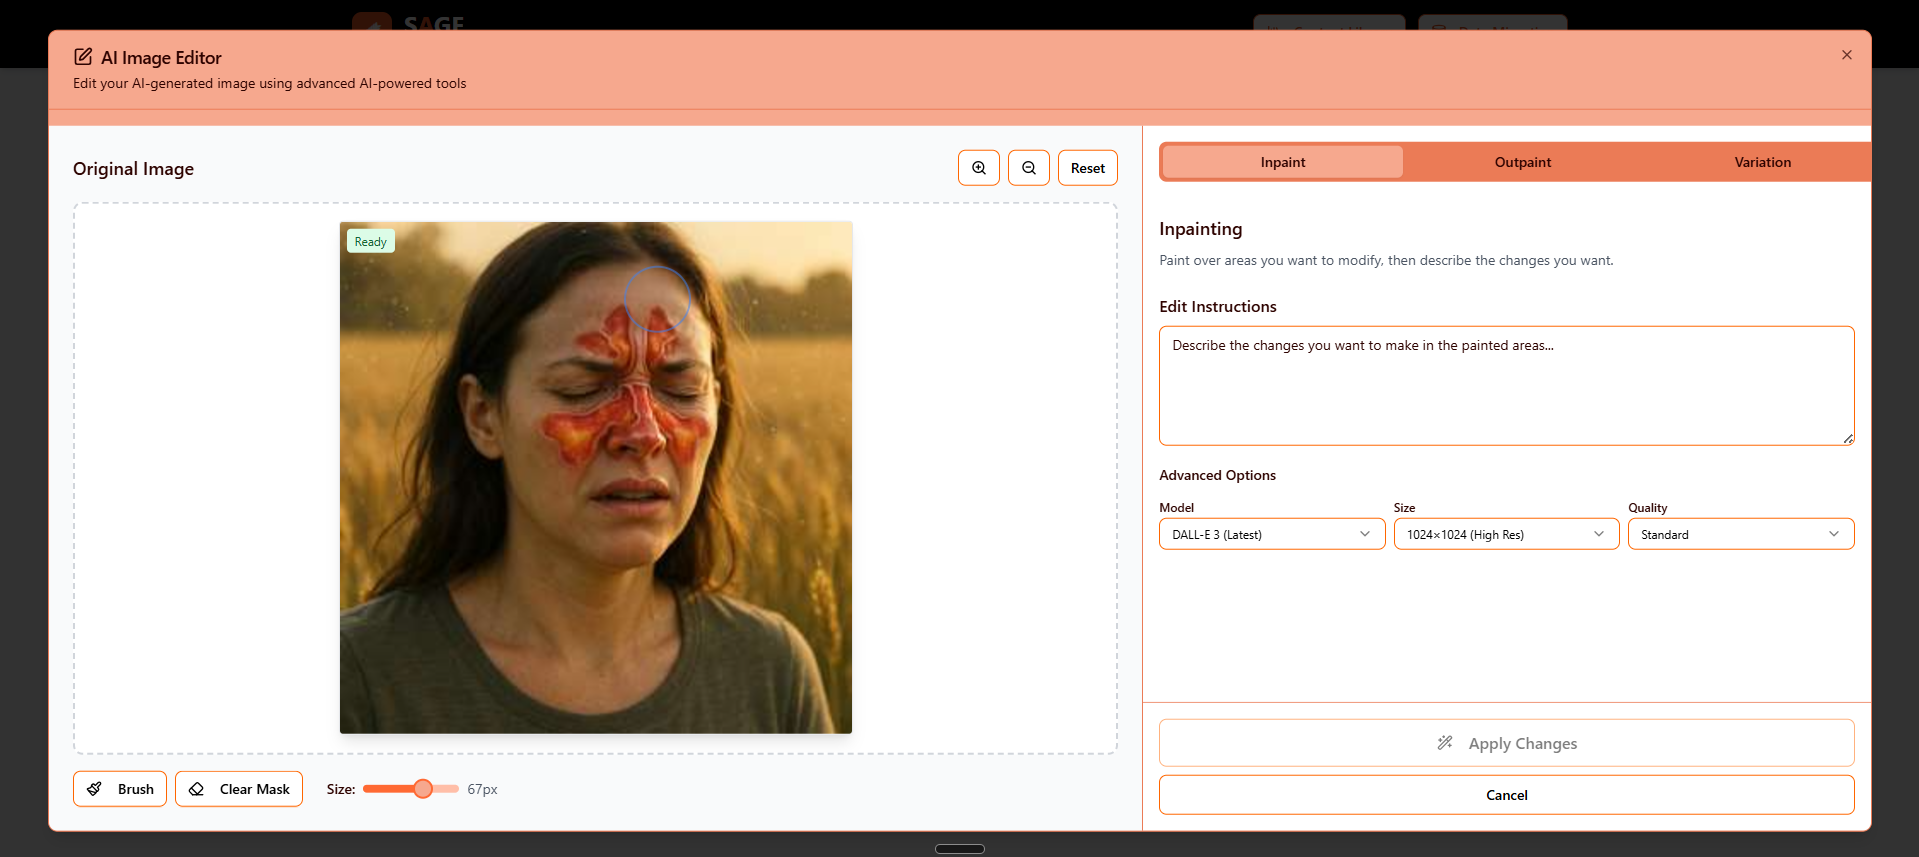 SAGE
AI Image Editor
Edit your AI-generated image using advanced AI-powered tools
Original Image
Reset
Ready
Brush
Clear Mask
Size:
67px
Inpaint
Outpaint
Variation
Inpainting
Paint over areas you want to modify, then describe the changes you want.
Edit Instructions
Describe the changes you want to make in the painted areas...
Advanced Options
Model
Size
Quality
DALL-E 3 (Latest)
1024×1024 (High Res)
Standard
Apply Changes
Cancel